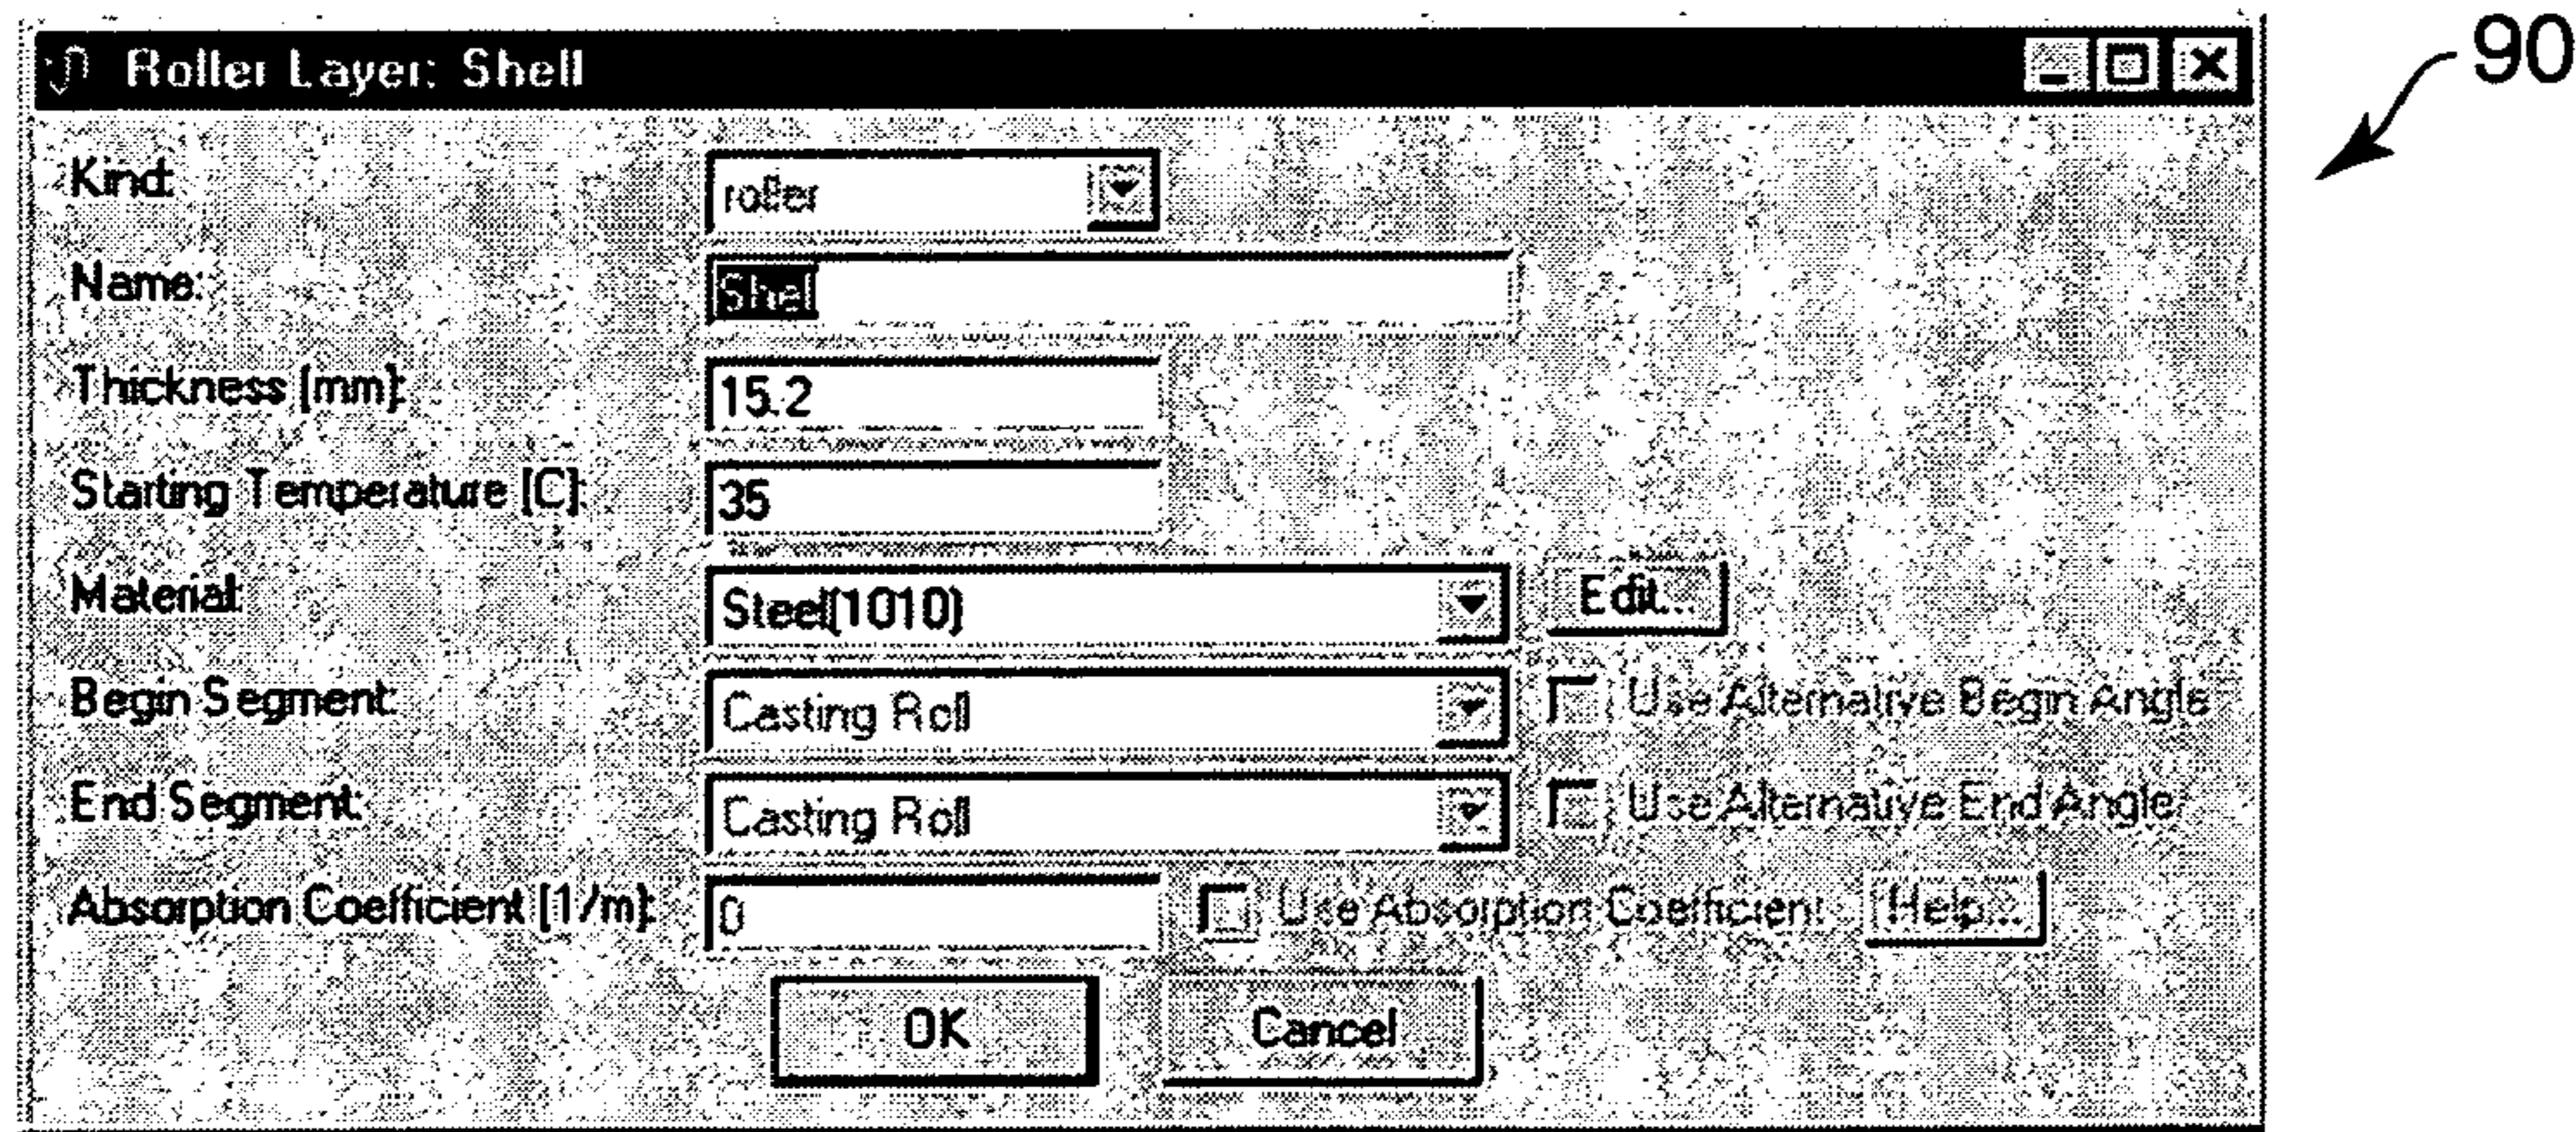 Roller Layer: Shell
90
Kind: roller
Name: Shell
Thickness [mm]: 15.2
Starting Temperature [C]: 35
Material: Steel(1010) Edit...
Begin Segment: Casting Roll Use Alternative Begin Angle
End Segment: Casting Roll Use Alternative End Angle
Absorption Coefficient [1/m]: 0 Use Absorption Coefficient Help...
OK Cancel